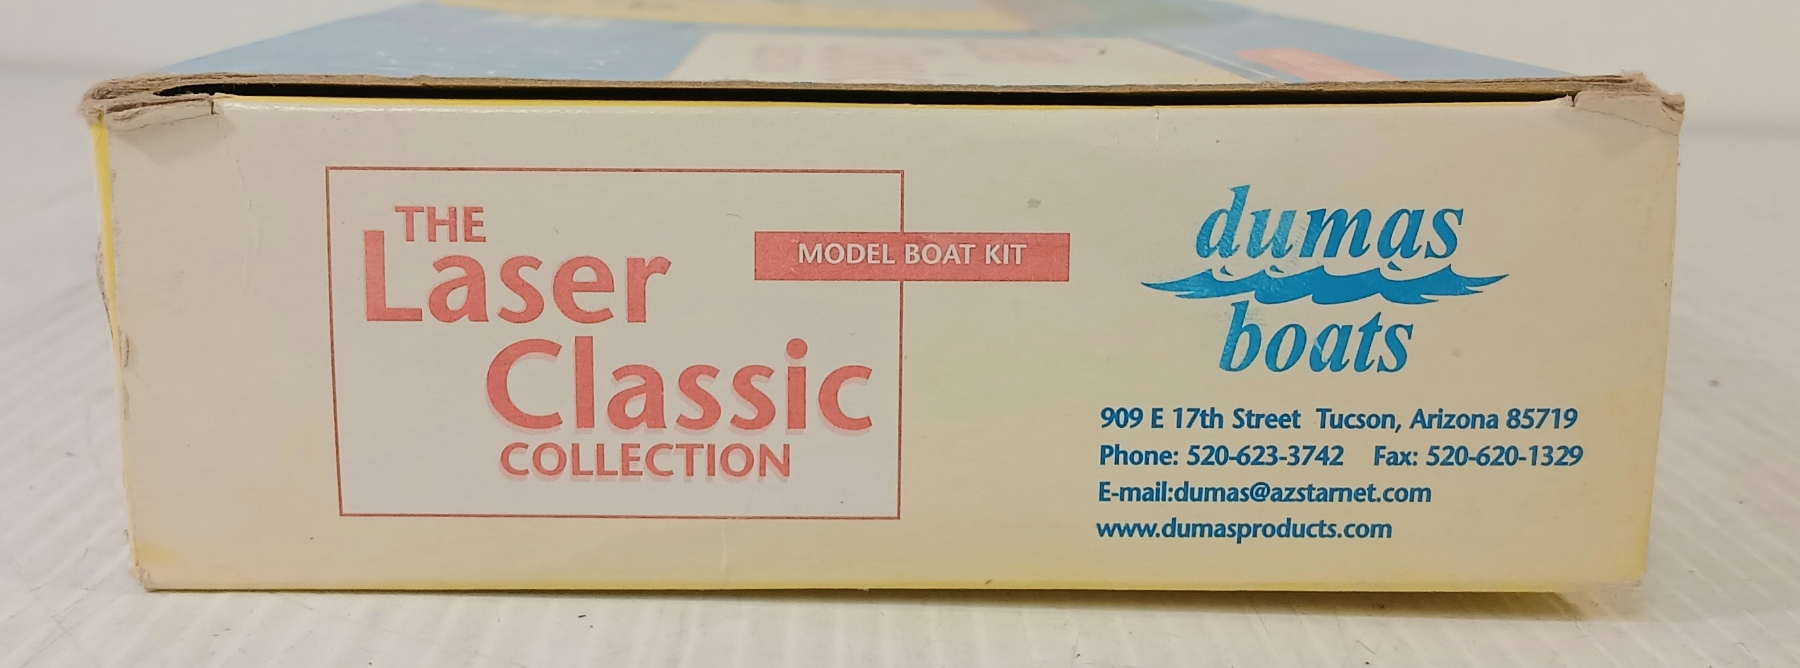 THE
Laser
Classic
COLLECTION
MODEL BOAT KIT
dumas
boats
909 E 17th Street Tucson, Arizona 85719
Phone: 520-623-3742 Fax: 520-620-1329
E-mail:dumas@azstarnet.com
www.dumasproducts.com